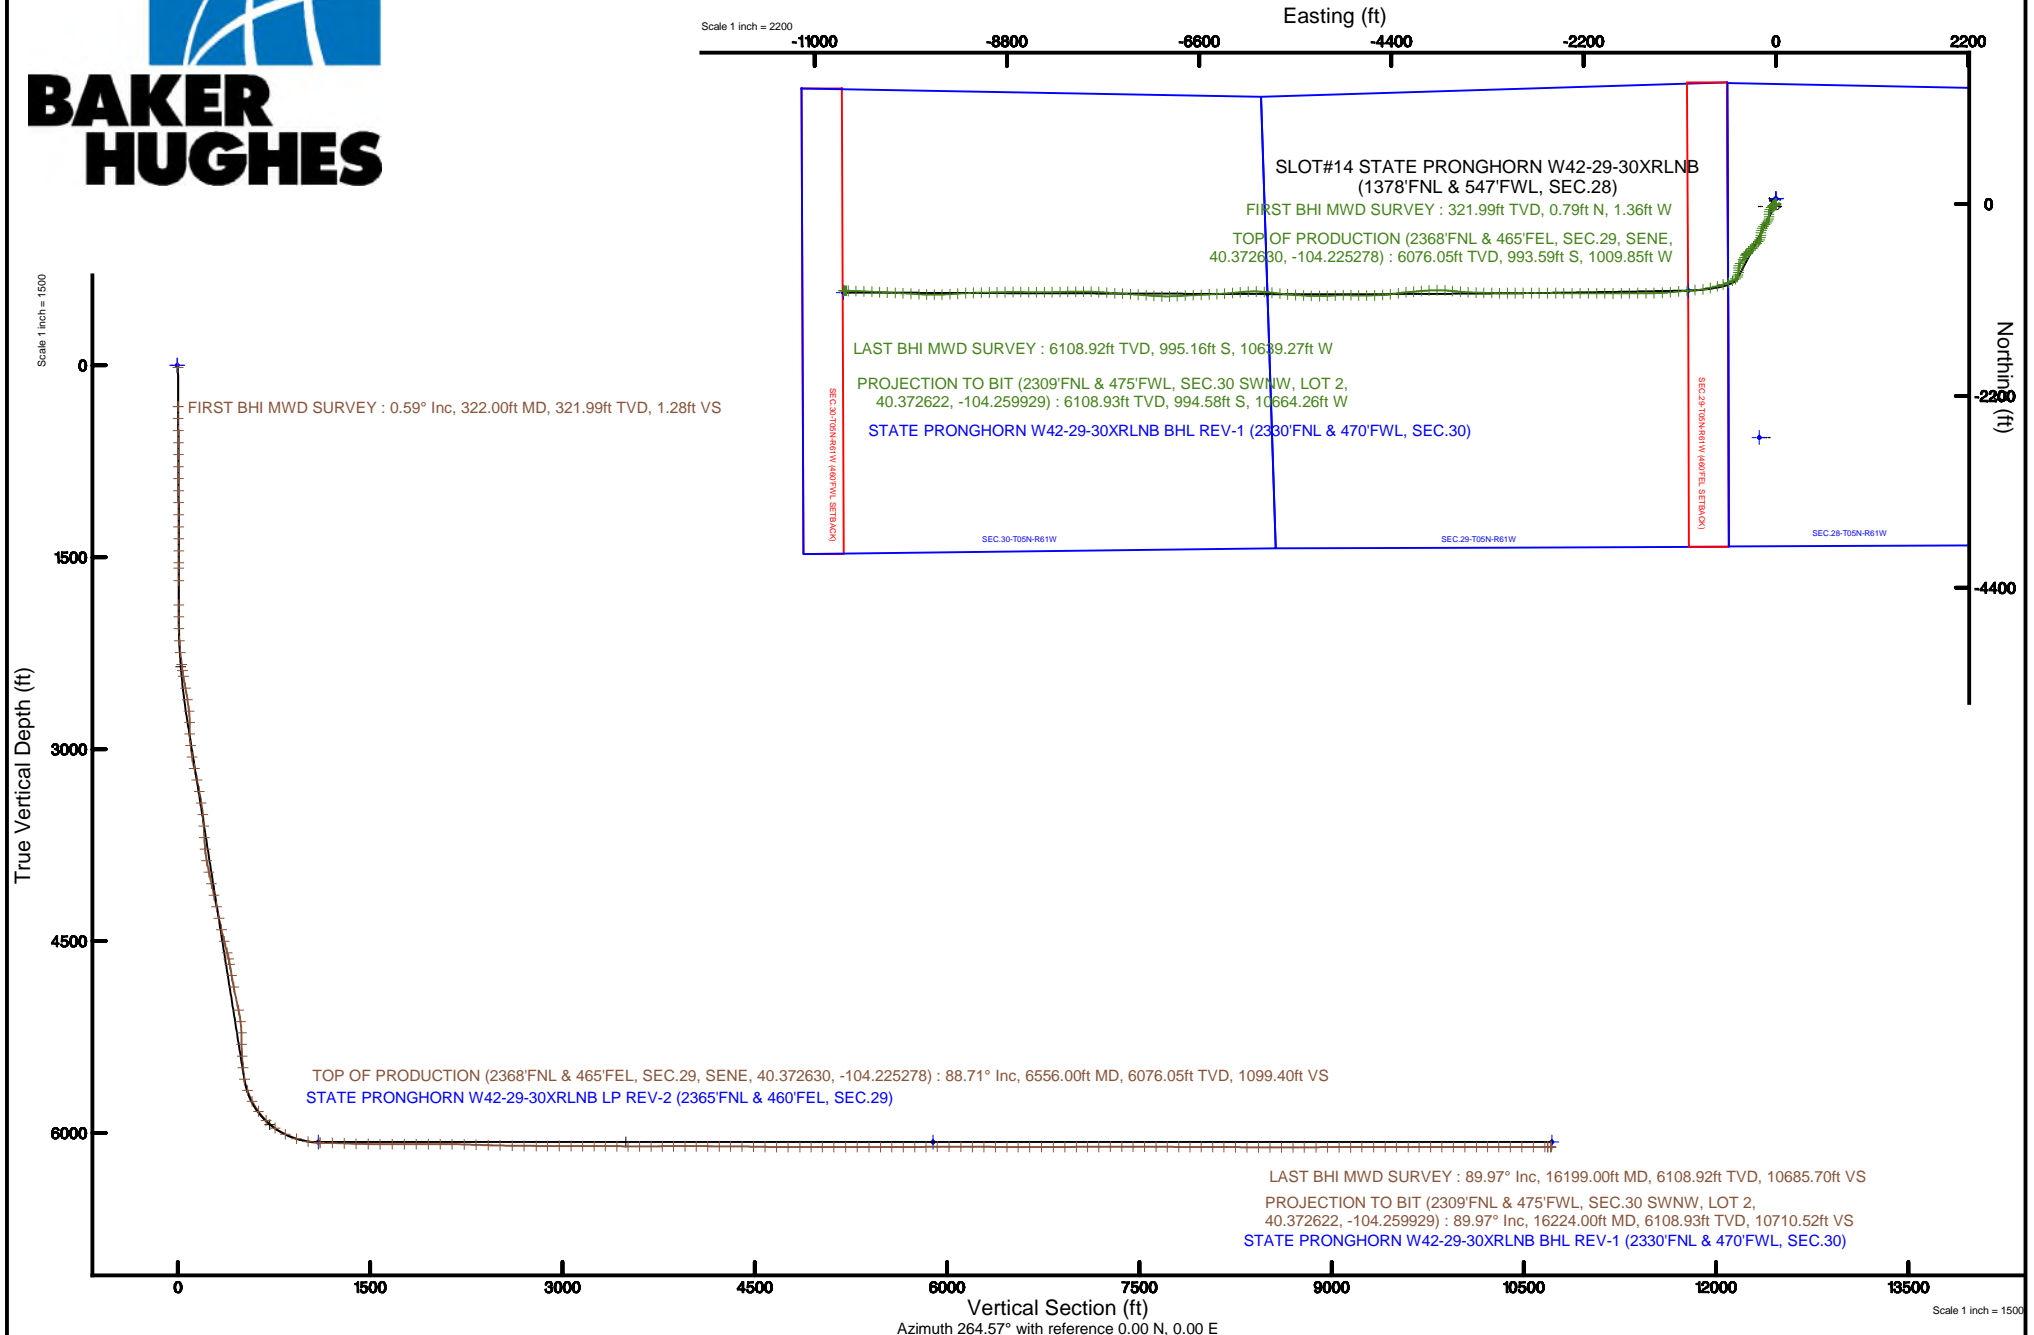 BAKER
HUGHES
Scale 1 inch = 2200
Easting (ft)
-11000 -8800 -6600 -4400 -2200 0 2200
SLOT#14 STATE PRONGHORN W42-29-30XRLNB
(1378'FNL & 547'FWL, SEC.28)
FIRST BHI MWD SURVEY : 321.99ft TVD, 0.79ft N, 1.36ft W
TOP OF PRODUCTION (2368'FNL & 465'FEL, SEC.29, SENE,
40.372630, -104.225278) : 6076.05ft TVD, 993.59ft S, 1009.85ft W
LAST BHI MWD SURVEY : 6108.92ft TVD, 995.16ft S, 10639.27ft W
PROJECTION TO BIT (2309'FNL & 475'FWL, SEC.30 SWNW, LOT 2,
40.372622, -104.259929) : 6108.93ft TVD, 994.58ft S, 10664.26ft W
STATE PRONGHORN W42-29-30XRLNB BHL REV-1 (2330'FNL & 470'FWL, SEC.30)
SEC.30-T05N-R61W (460'FWL SETBACK)
SEC.29-T05N-R61W (460'FEL SETBACK)
SEC.30-T05N-R61W
SEC.29-T05N-R61W
SEC.28-T05N-R61W
0
-2200
-4400
Northing (ft)
Scale 1 inch = 1500
0
1500
3000
4500
6000
True Vertical Depth (ft)
FIRST BHI MWD SURVEY : 0.59° Inc, 322.00ft MD, 321.99ft TVD, 1.28ft VS
TOP OF PRODUCTION (2368'FNL & 465'FEL, SEC.29, SENE, 40.372630, -104.225278) : 88.71° Inc, 6556.00ft MD, 6076.05ft TVD, 1099.40ft VS
STATE PRONGHORN W42-29-30XRLNB LP REV-2 (2365'FNL & 460'FEL, SEC.29)
LAST BHI MWD SURVEY : 89.97° Inc, 16199.00ft MD, 6108.92ft TVD, 10685.70ft VS
PROJECTION TO BIT (2309'FNL & 475'FWL, SEC.30 SWNW, LOT 2,
40.372622, -104.259929) : 89.97° Inc, 16224.00ft MD, 6108.93ft TVD, 10710.52ft VS
STATE PRONGHORN W42-29-30XRLNB BHL REV-1 (2330'FNL & 470'FWL, SEC.30)
0 1500 3000 4500 6000 7500 9000 10500 12000 13500
Vertical Section (ft)
Scale 1 inch = 1500
Azimuth 264.57° with reference 0.00 N, 0.00 E